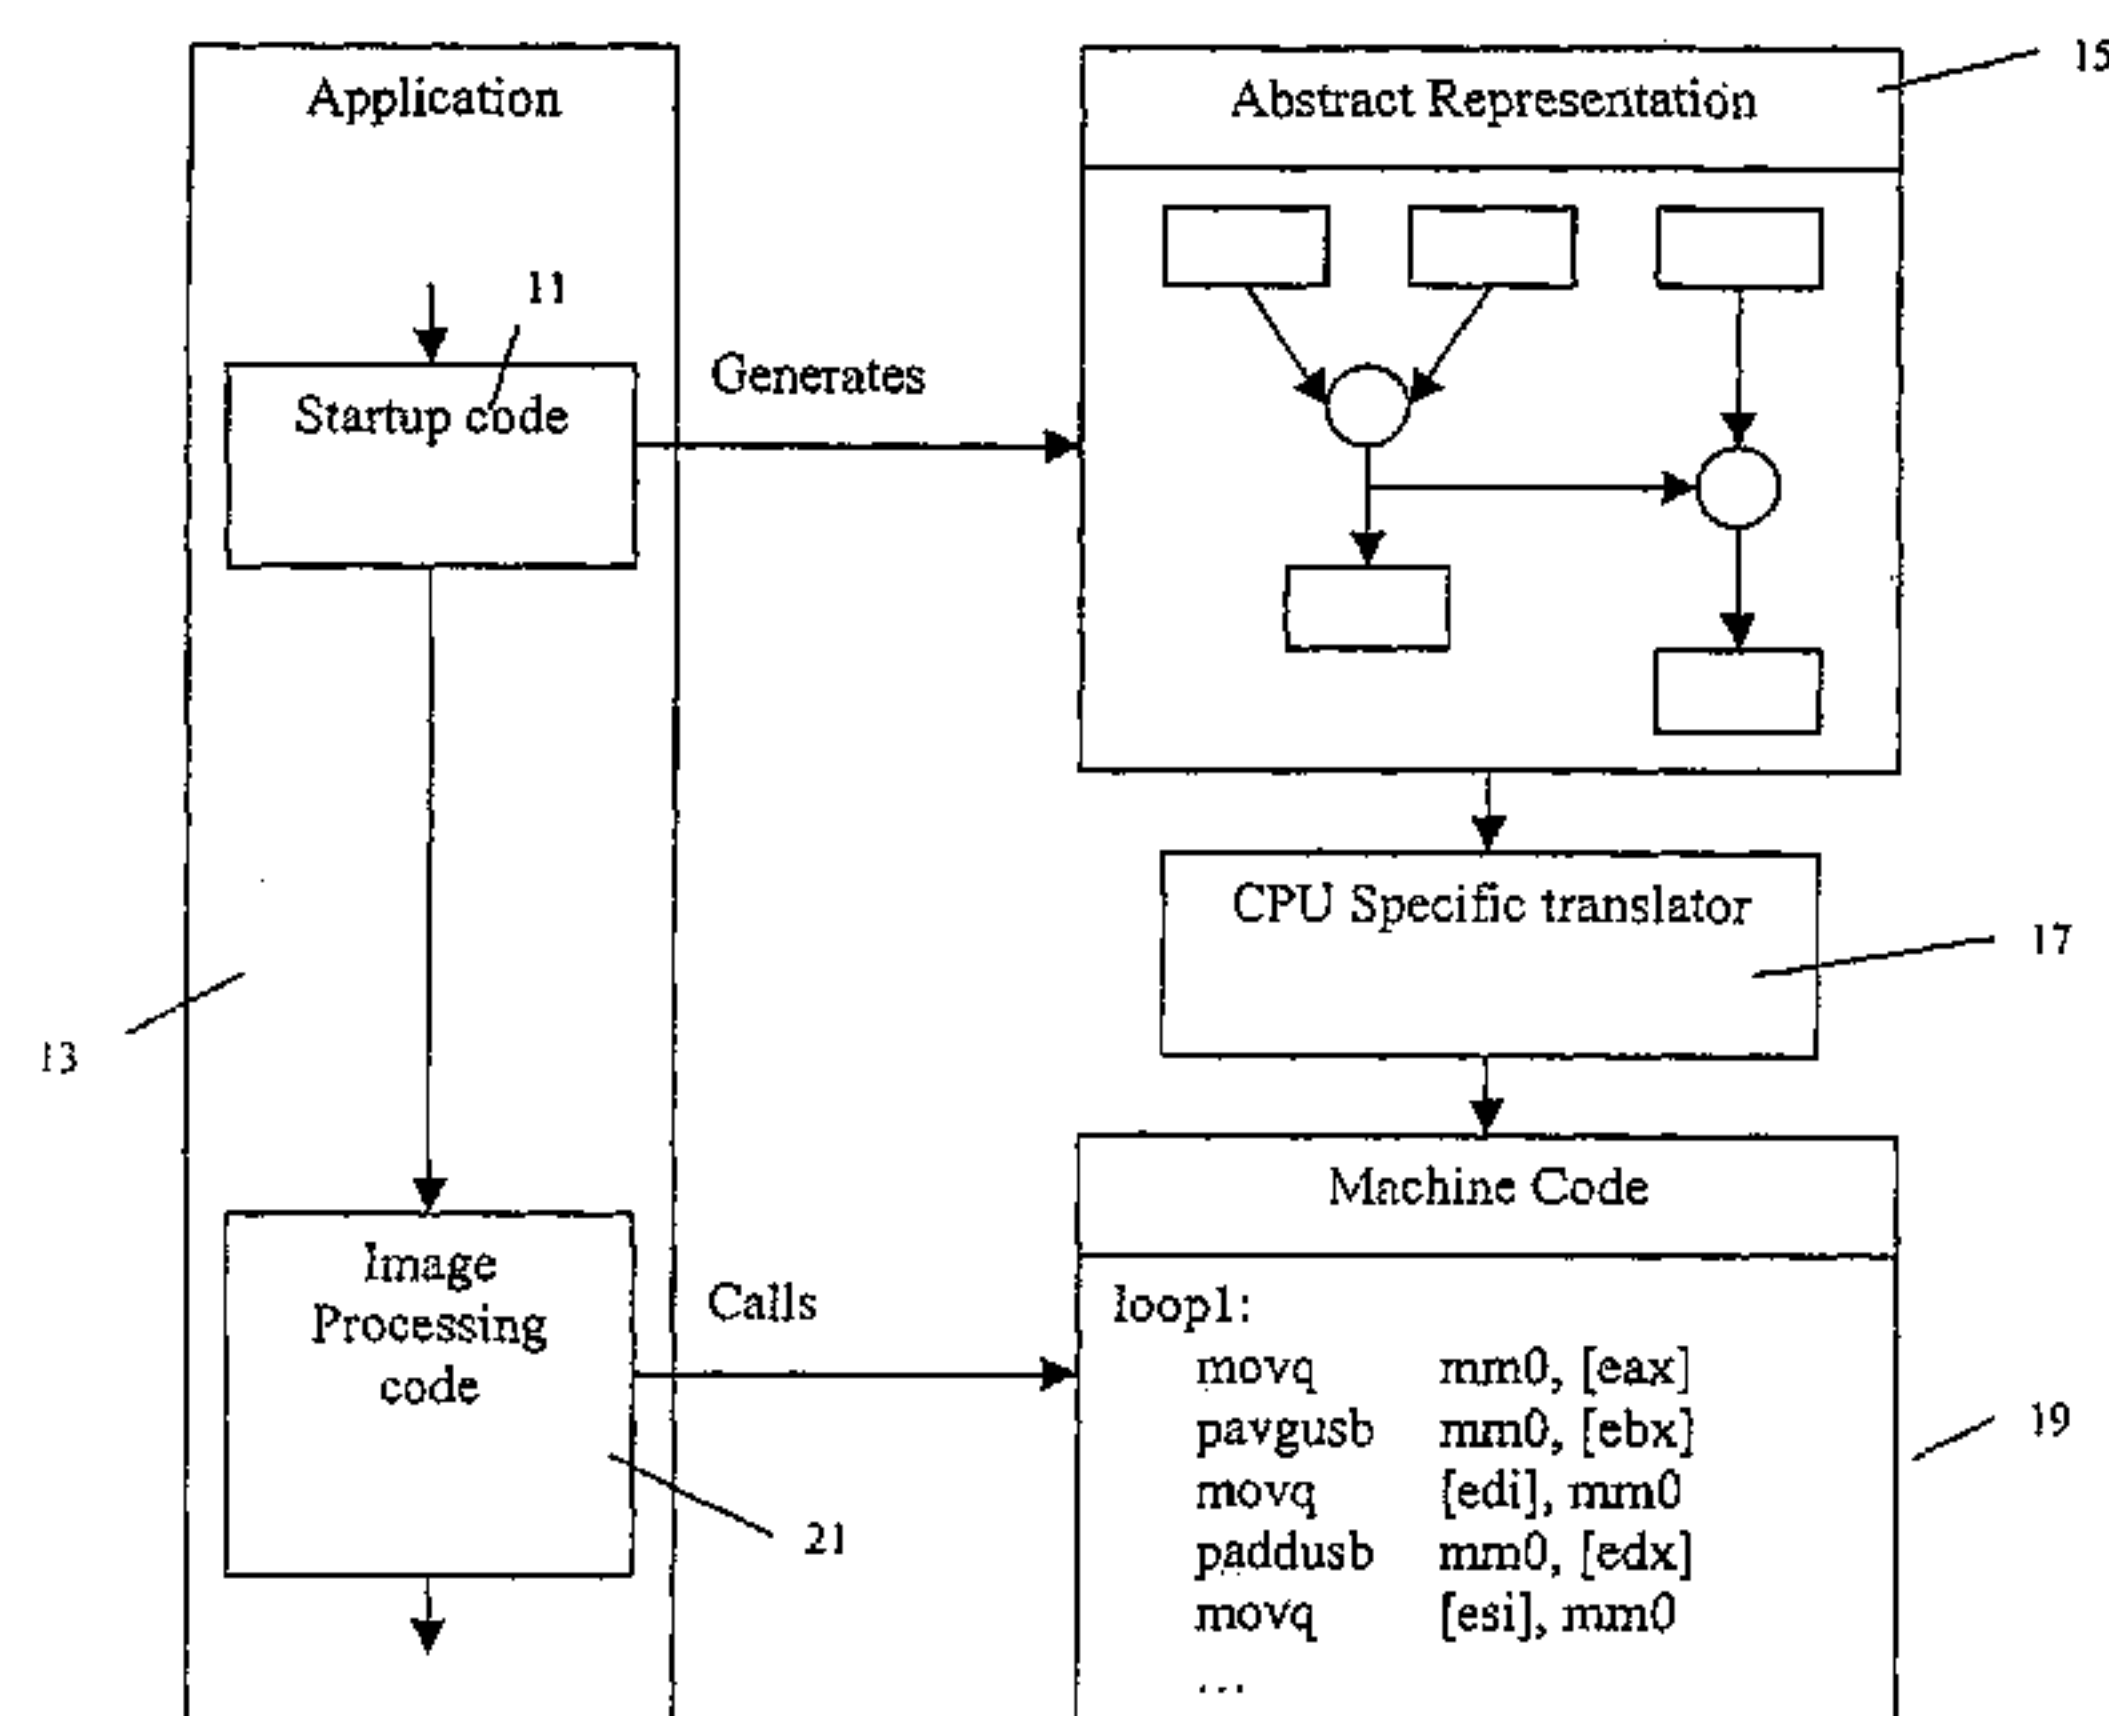 Application
11
Startup code
Generates
13
Image
Processing
code
Calls
21
Abstract Representation
15
CPU Specific translator
17
Machine Code
loop1:
movq mm0, [eax]
pavgusb mm0, [ebx]
movq [edi], mm0
paddusb mm0, [edx]
movq [esi], mm0
...
19